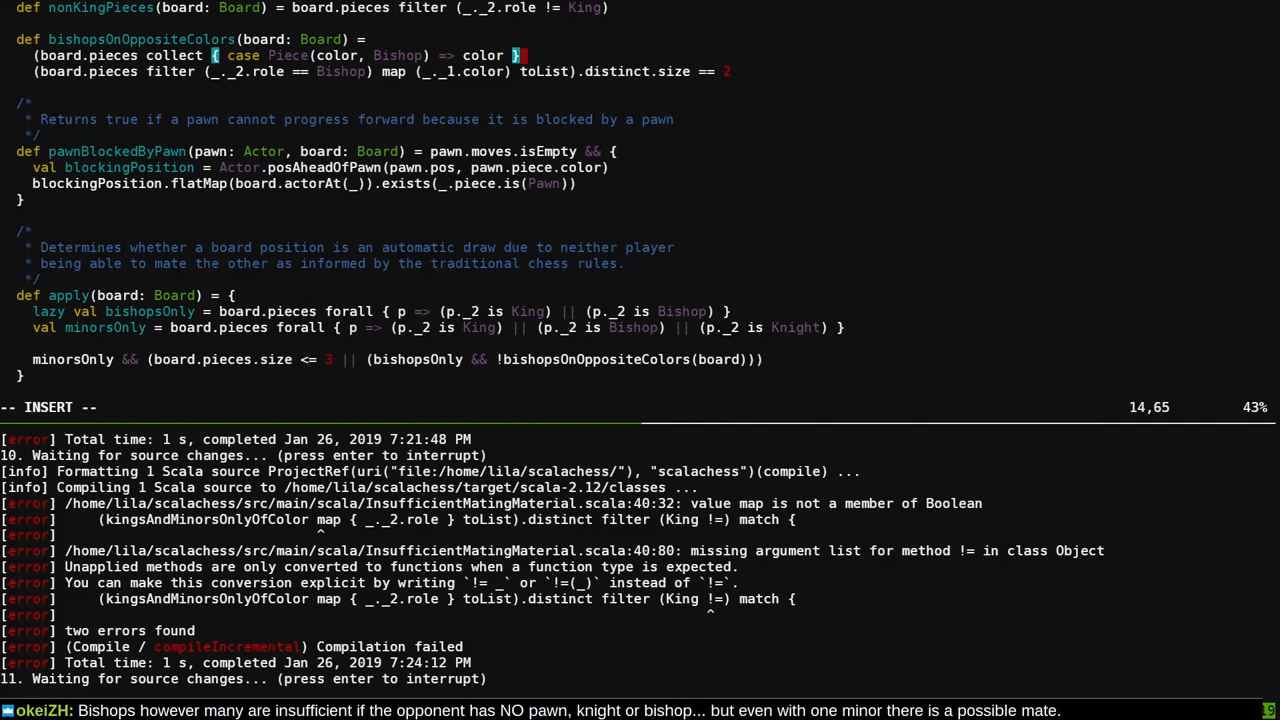 def nonKingPieces(board: Board) = board.pieces filter (_._2.role != King)

  def bishopsOnOppositeColors(board: Board) =
    (board.pieces collect { case Piece(color, Bishop) => color }
    (board.pieces filter (_._2.role == Bishop) map (_._1.color) toList).distinct.size == 2

  /*
   * Returns true if a pawn cannot progress forward because it is blocked by a pawn
   */
  def pawnBlockedByPawn(pawn: Actor, board: Board) = pawn.moves.isEmpty && {
    val blockingPosition = Actor.posAheadOfPawn(pawn.pos, pawn.piece.color)
    blockingPosition.flatMap(board.actorAt(_)).exists(_.piece.is(Pawn))
  }

  /*
   * Determines whether a board position is an automatic draw due to neither player
   * being able to mate the other as informed by the traditional chess rules.
   */
  def apply(board: Board) = {
    lazy val bishopsOnly = board.pieces forall { p => (p._2 is King) || (p._2 is Bishop) }
    val minorsOnly = board.pieces forall { p => (p._2 is King) || (p._2 is Bishop) || (p._2 is Knight) }

    minorsOnly && (board.pieces.size <= 3 || (bishopsOnly && !bishopsOnOppositeColors(board)))
  }
-- INSERT -- 14,65 43%
[error] Total time: 1 s, completed Jan 26, 2019 7:21:48 PM
10. Waiting for source changes... (press enter to interrupt)
[info] Formatting 1 Scala source ProjectRef(uri("file:/home/lila/scalachess/"), "scalachess")(compile) ...
[info] Compiling 1 Scala source to /home/lila/scalachess/target/scala-2.12/classes ...
[error] /home/lila/scalachess/src/main/scala/InsufficientMatingMaterial.scala:40:32: value map is not a member of Boolean
[error]     (kingsAndMinorsOnlyOfColor map { _._2.role } toList).distinct filter (King !=) match {
[error]                                ^
[error] /home/lila/scalachess/src/main/scala/InsufficientMatingMaterial.scala:40:80: missing argument list for method != in class Object
[error] Unapplied methods are only converted to functions when a function type is expected.
[error] You can make this conversion explicit by writing `!= _` or `!=(_)` instead of `!=`.
[error]     (kingsAndMinorsOnlyOfColor map { _._2.role } toList).distinct filter (King !=) match {
[error]                                                                                ^
[error] two errors found
[error] (Compile / compileIncremental) Compilation failed
[error] Total time: 1 s, completed Jan 26, 2019 7:24:12 PM
11. Waiting for source changes... (press enter to interrupt)
okeiZH: Bishops however many are insufficient if the opponent has NO pawn, knight or bishop... but even with one minor there is a possible mate.